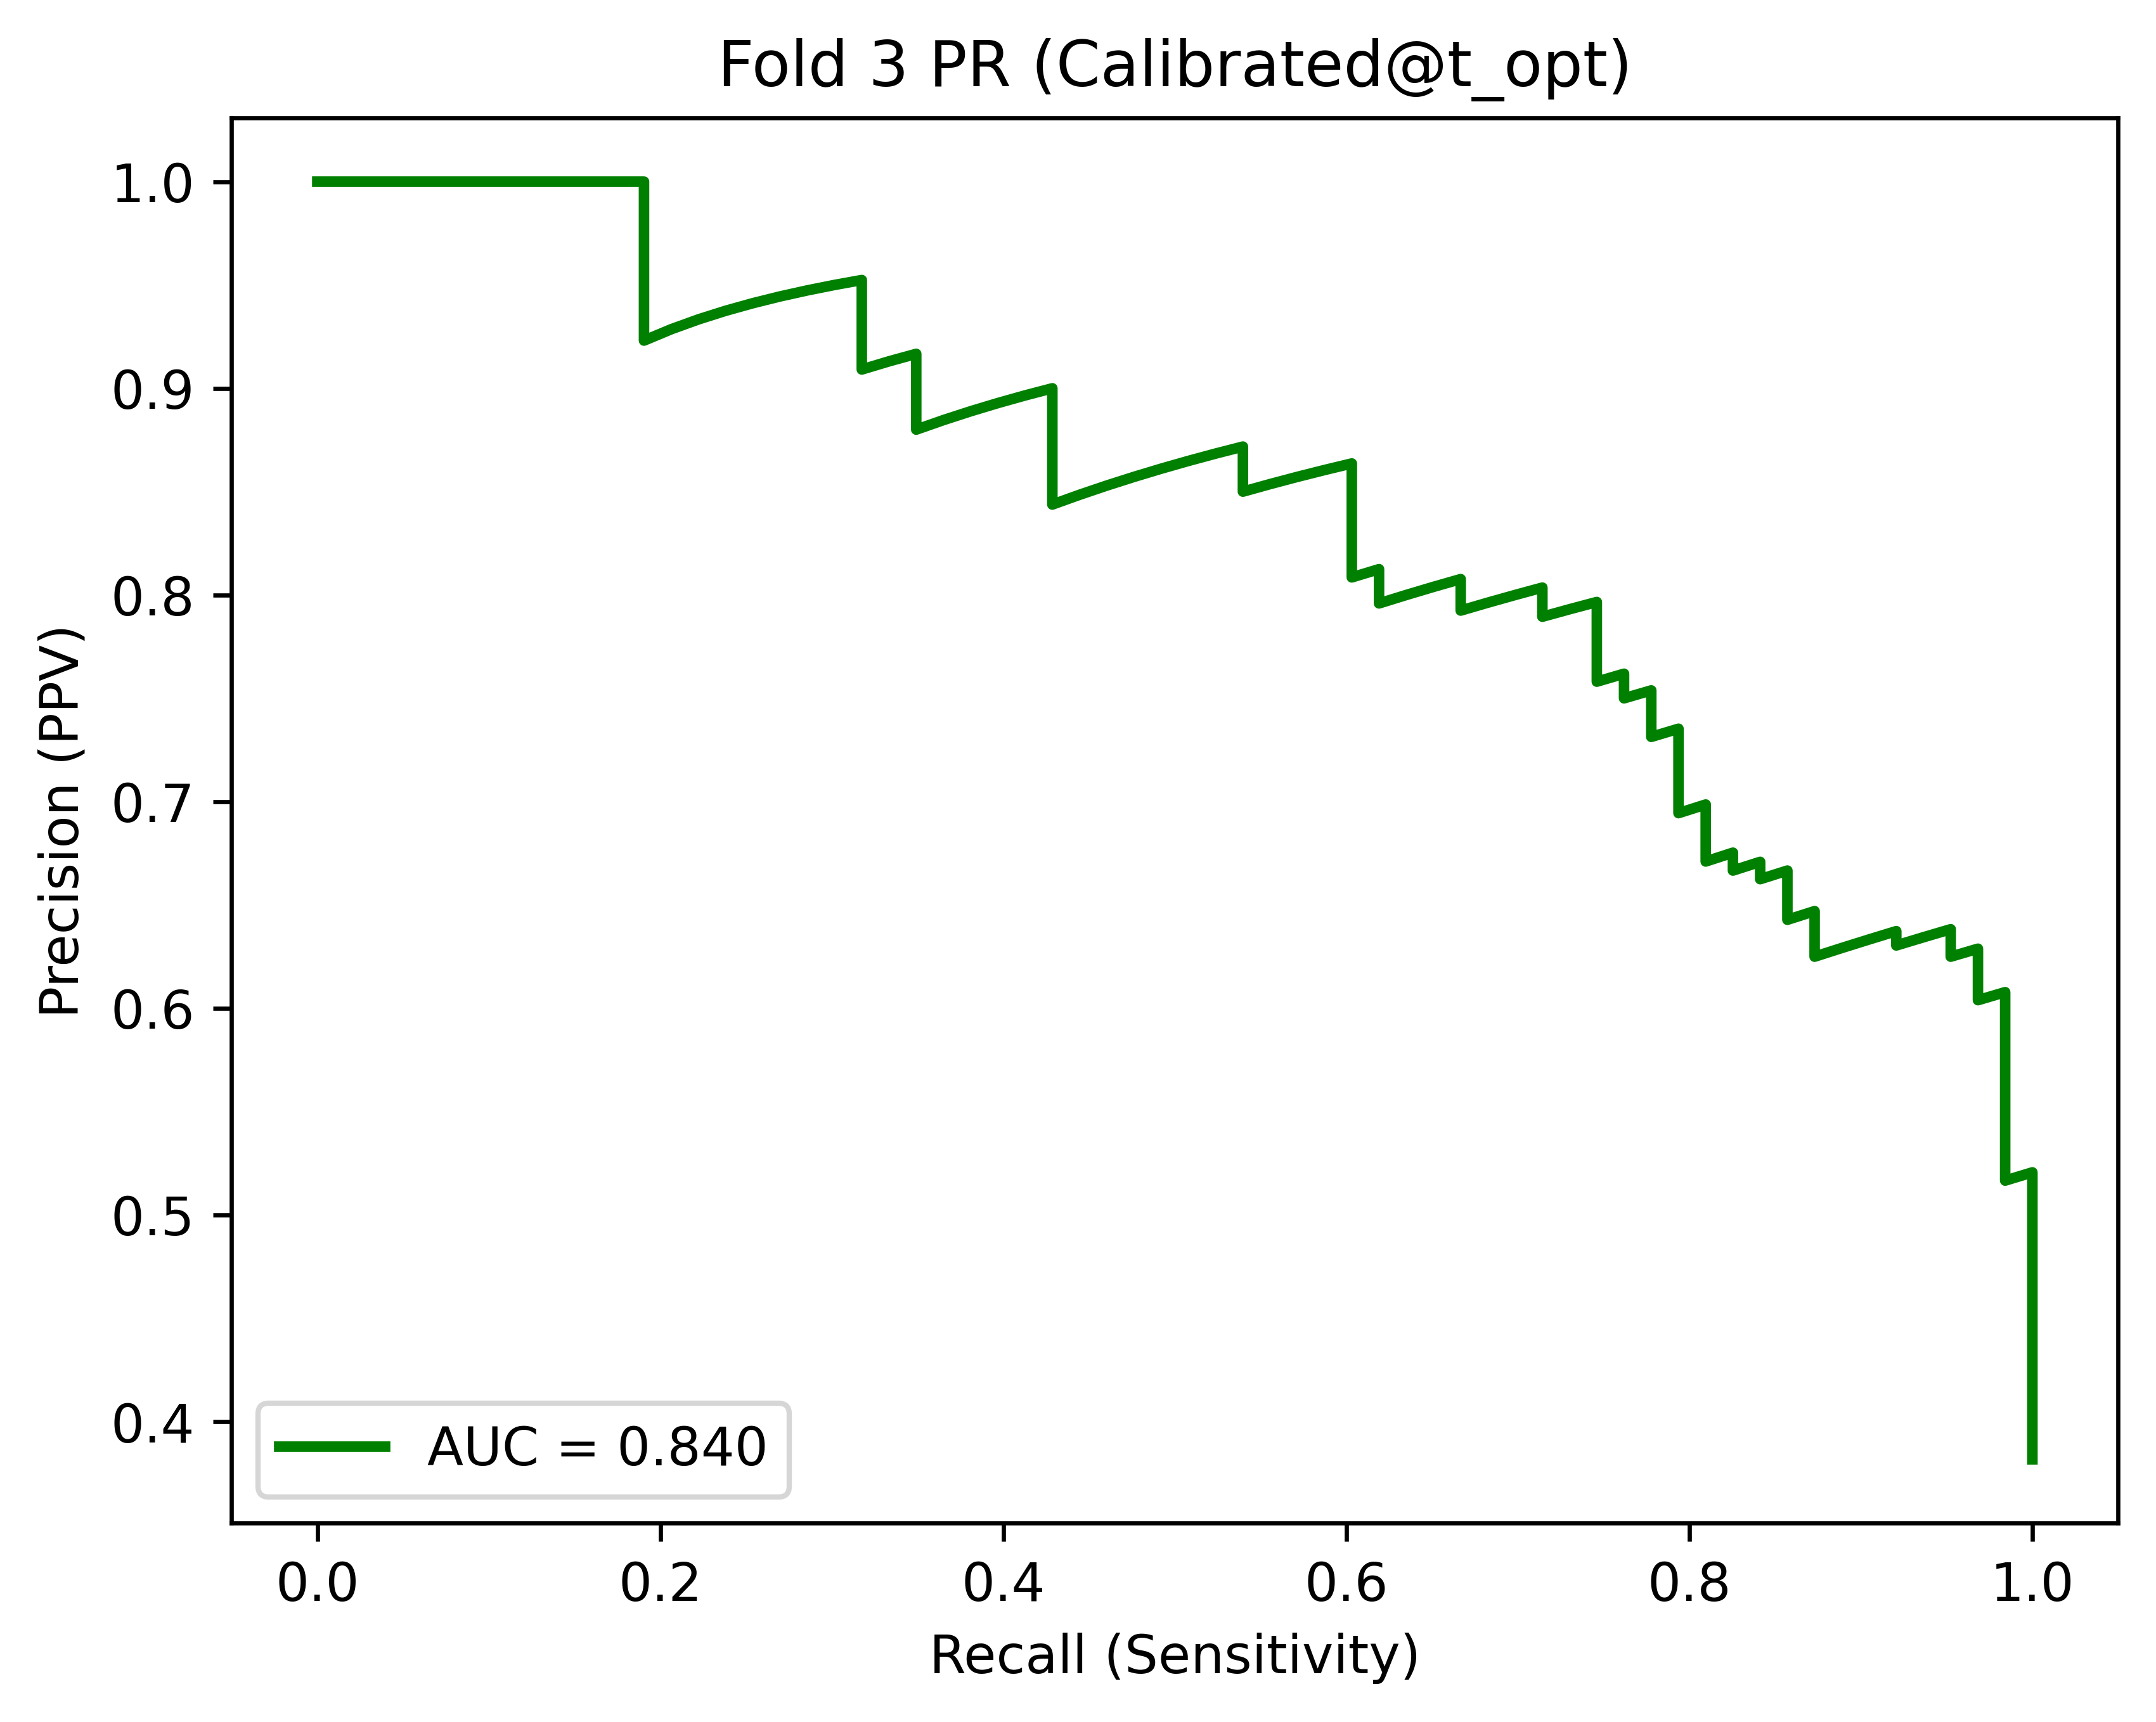 Fold 3 PR (Calibrated@t_opt)
1.0
0.9
0.8
0.7
0.6
0.5
0.4
Precision (PPV)
AUC = 0.840
0.0 0.2 0.4 0.6 0.8 1.0
Recall (Sensitivity)